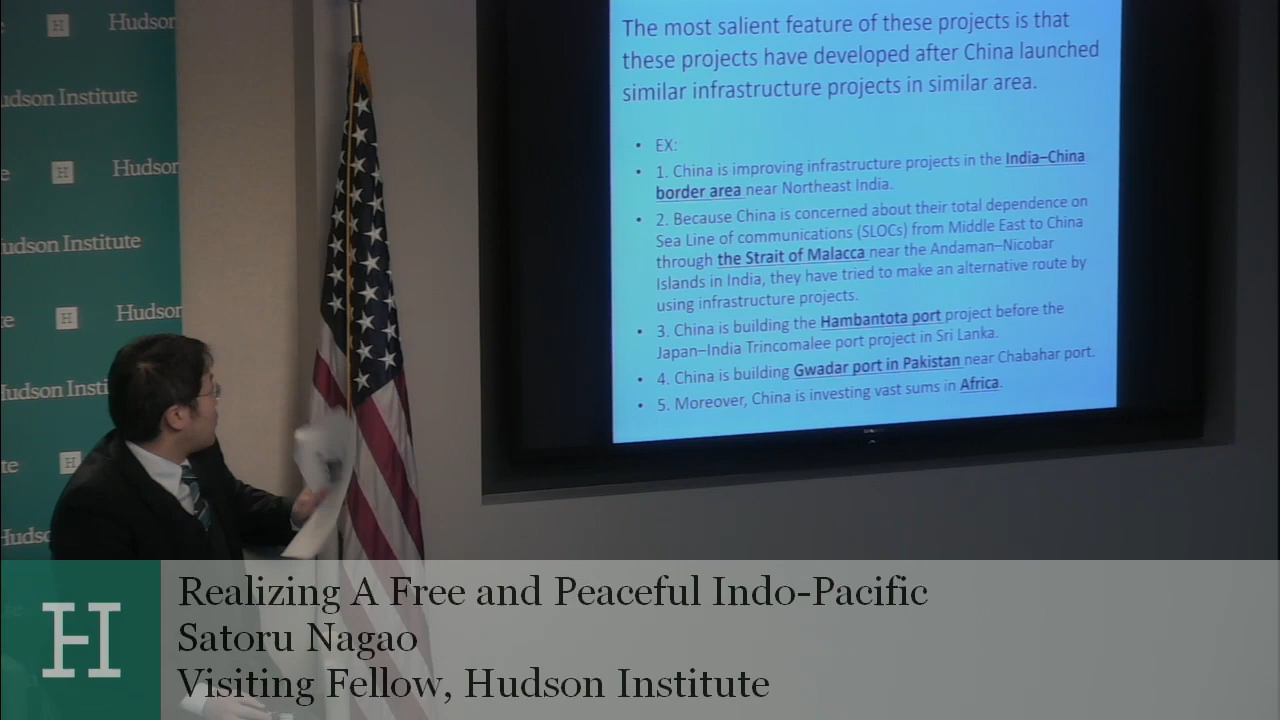 Hudson
udson Institute
e
Hudson
udson Institute
te
Hudson
Hudson Insti
te
Hudso
The most salient feature of these projects is that
these projects have developed after China launched
similar infrastructure projects in similar area.
• EX:
• 1. China is improving infrastructure projects in the India–China
border area near Northeast India.
• 2. Because China is concerned about their total dependence on
Sea Line of communications (SLOCs) from Middle East to China
through the Strait of Malacca near the Andaman–Nicobar
Islands in India, they have tried to make an alternative route by
using infrastructure projects.
• 3. China is building the Hambantota port project before the
Japan–India Trincomalee port project in Sri Lanka.
• 4. China is building Gwadar port in Pakistan near Chabahar port.
• 5. Moreover, China is investing vast sums in Africa.
H
Realizing A Free and Peaceful Indo-Pacific
Satoru Nagao
Visiting Fellow, Hudson Institute